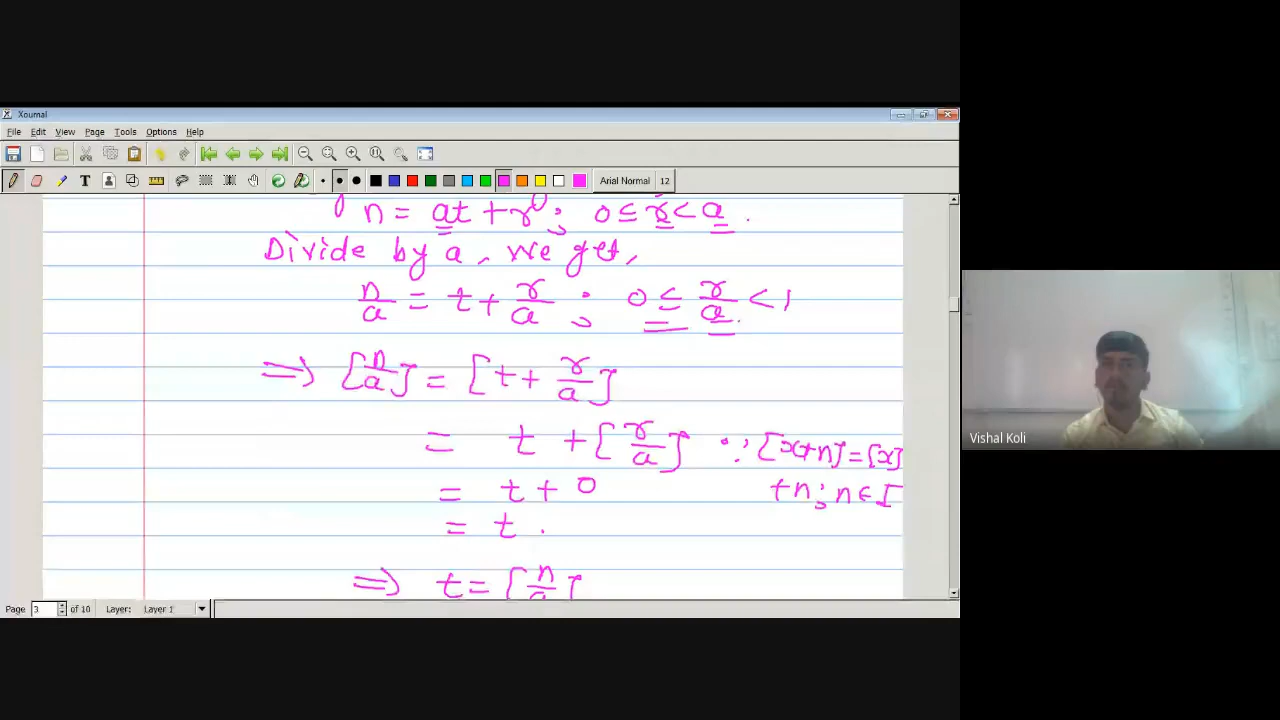 Xournal
File Edit View Page Tools Options Help
Arial Normal 12
n = at + r ; 0 ≤ r < a .
Divide by a, we get,
n/a = t + r/a ; 0 ≤ r/a < 1
⇒ [n/a] = [t + r/a]
= t + [r/a] ∵ [x+n] = [x]
= t + 0 + n ; n ∈ I
= t .
⇒ t = [n/a]
Page 3 of 10 Layer: Layer 1
Vishal Koli